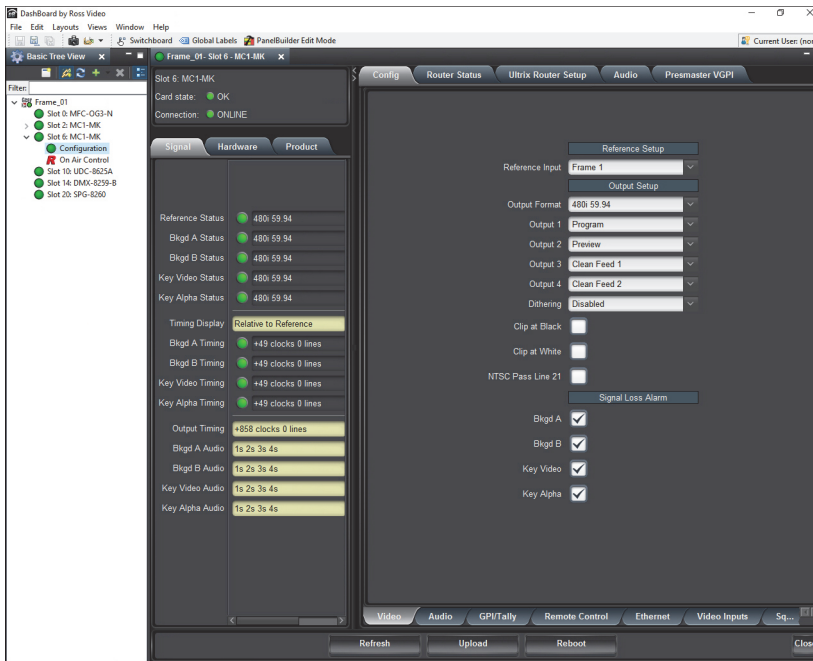 DashBoard by Ross Video
File Edit Layouts Views Window Help
Switchboard Global Labels PanelBuilder Edit Mode
Current User: (nor
Basic Tree View
Filter:
Frame_01
Slot 0: MFC-OG3-N
Slot 2: MC1-MK
Slot 6: MC1-MK
Configuration
On Air Control
Slot 10: UDC-8625A
Slot 14: DMX-8259-B
Slot 20: SPG-8260
Frame_01- Slot 6 - MC1-MK
Slot 6: MC1-MK
Card state: OK
Connection: ONLINE
Signal Hardware Product
Reference Status 480i 59.94
Bkgd A Status 480i 59.94
Bkgd B Status 480i 59.94
Key Video Status 480i 59.94
Key Alpha Status 480i 59.94
Timing Display Relative to Reference
Bkgd A Timing +49 clocks 0 lines
Bkgd B Timing +49 clocks 0 lines
Key Video Timing +49 clocks 0 lines
Key Alpha Timing +49 clocks 0 lines
Output Timing +858 clocks 0 lines
Bkgd A Audio 1s 2s 3s 4s
Bkgd B Audio 1s 2s 3s 4s
Key Video Audio 1s 2s 3s 4s
Key Alpha Audio 1s 2s 3s 4s
Config Router Status Ultrix Router Setup Audio Presmaster VGPI
Reference Setup
Reference Input Frame 1
Output Setup
Output Format 480i 59.94
Output 1 Program
Output 2 Preview
Output 3 Clean Feed 1
Output 4 Clean Feed 2
Dithering Disabled
Clip at Black
Clip at White
NTSC Pass Line 21
Signal Loss Alarm
Bkgd A
Bkgd B
Key Video
Key Alpha
Video Audio GPI/Tally Remote Control Ethernet Video Inputs Sq...
Refresh Upload Reboot Clos